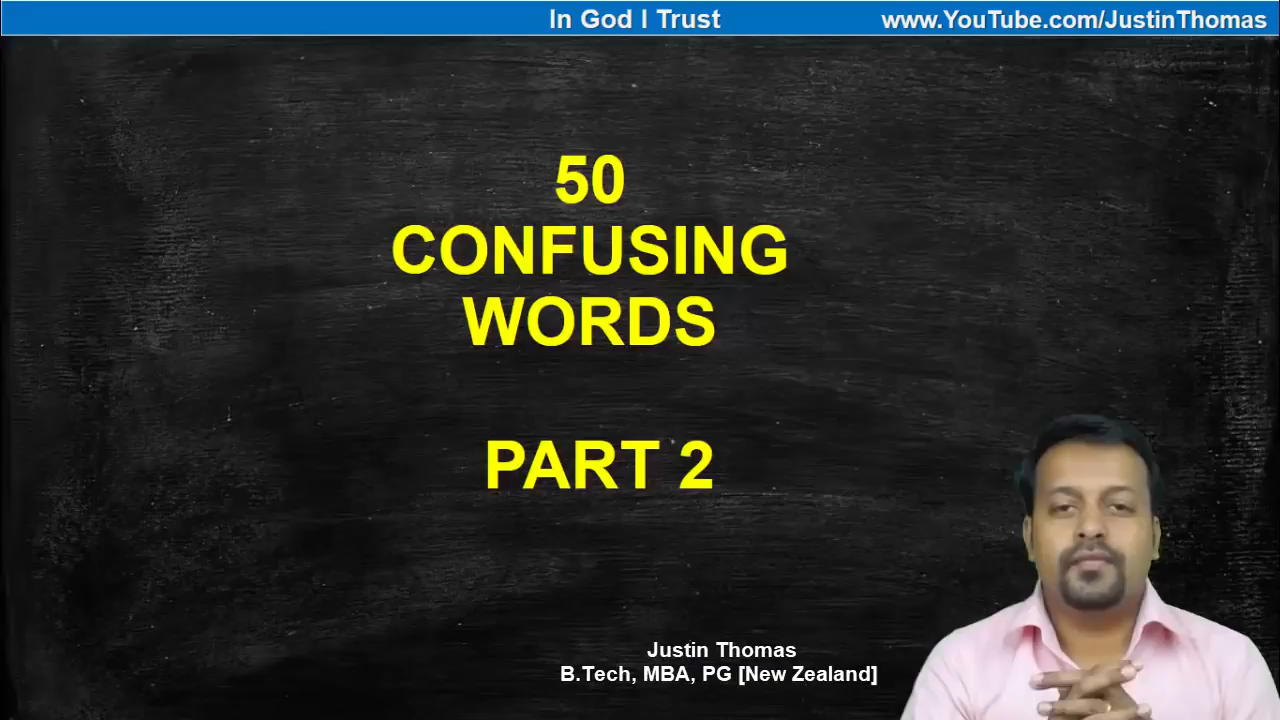 In God I Trust
www.YouTube.com/JustinThomas
50
CONFUSING
WORDS
PART 2
Justin Thomas
B.Tech, MBA, PG [New Zealand]